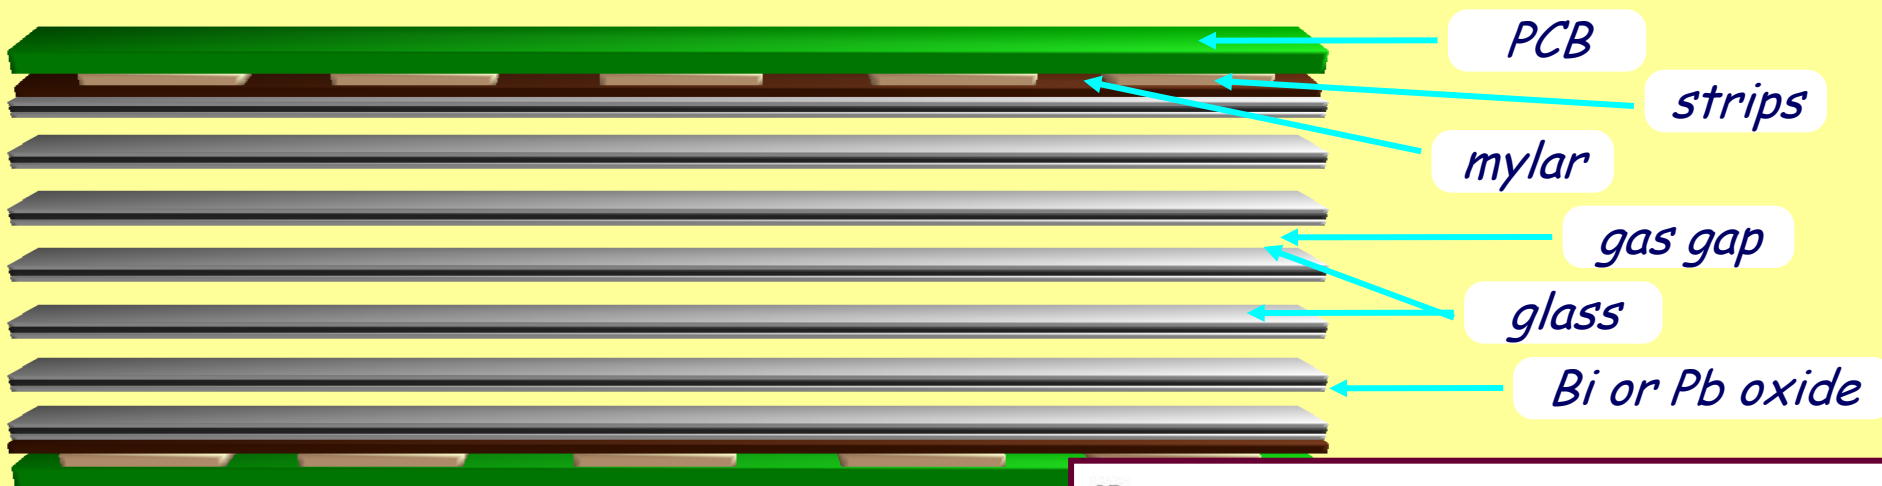 PCB
strips
mylar
gas gap
glass
Bi or Pb oxide